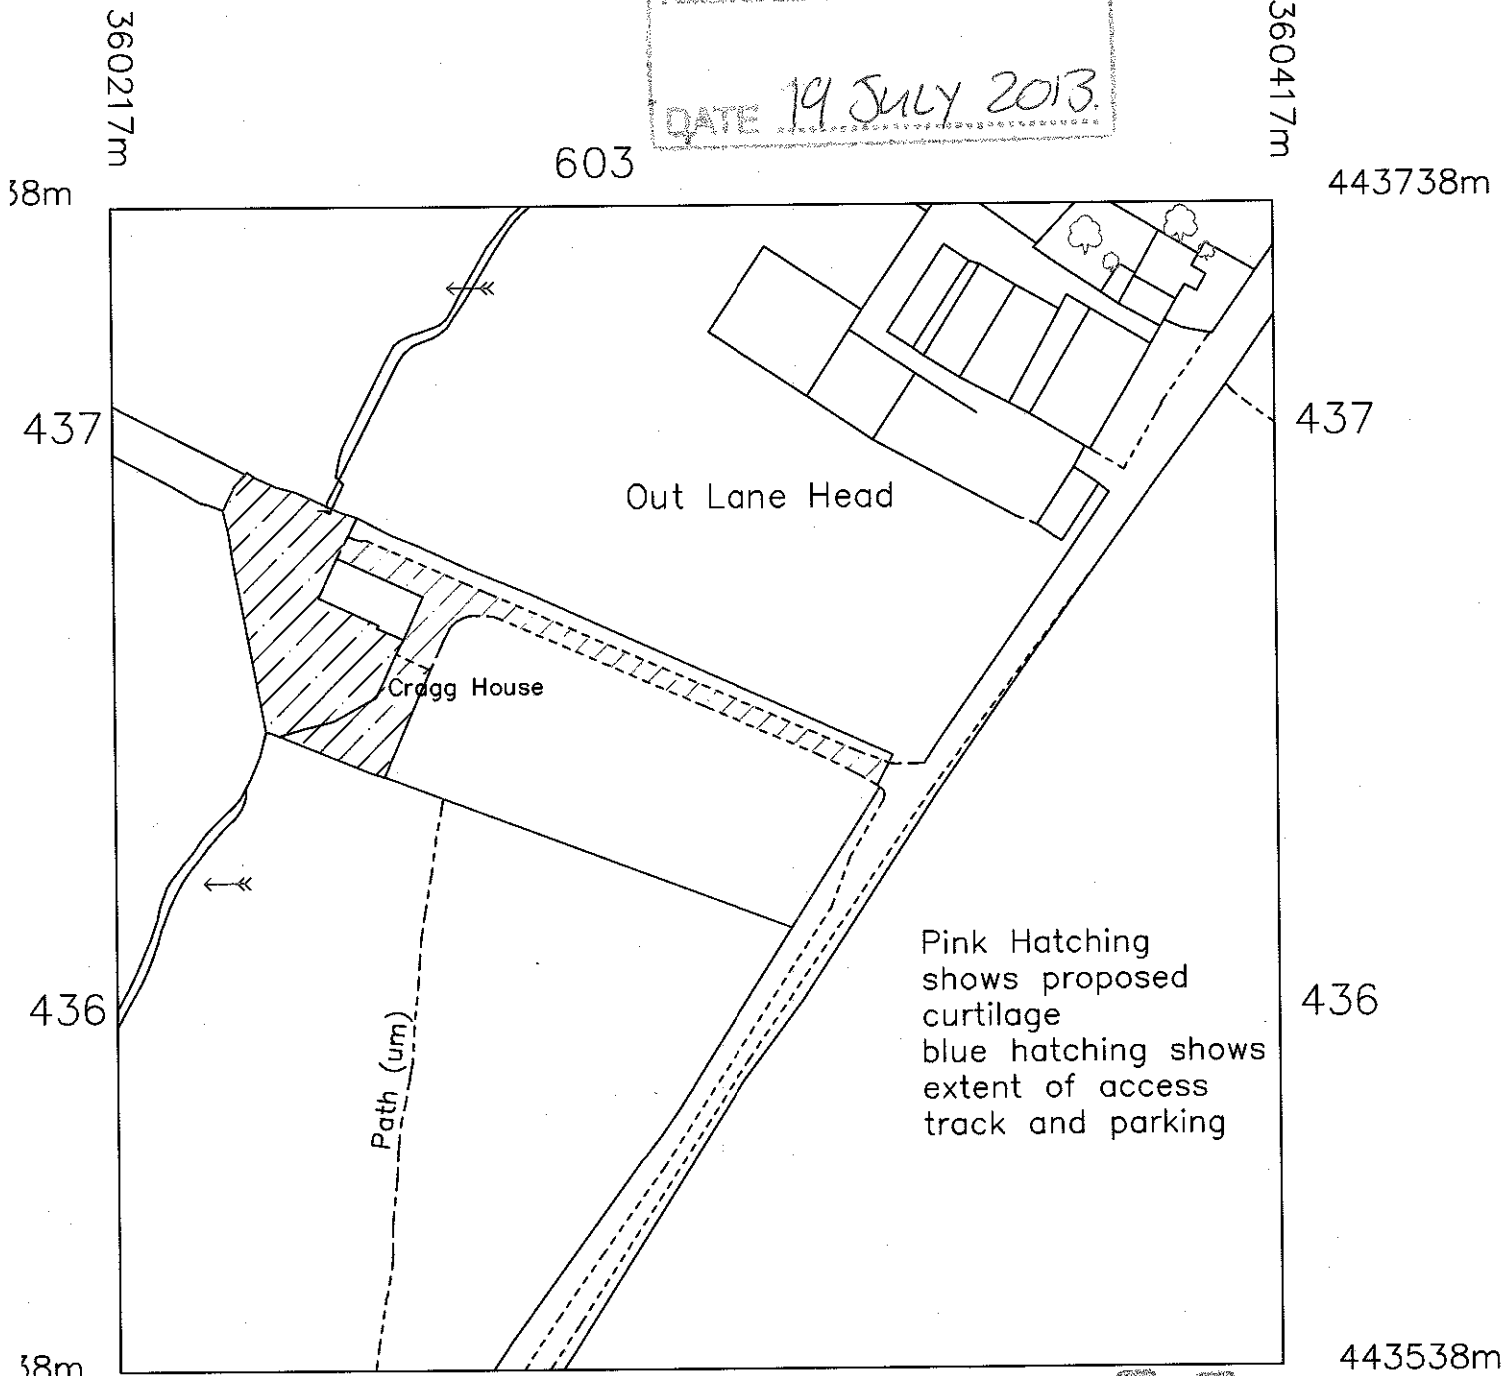 360217m
360417m
DATE 19 JULY 2013.
603
38m
443738m
437
437
Out Lane Head
Cragg House
Pink Hatching
shows proposed
curtilage
blue hatching shows
extent of access
track and parking
436
436
Path (um)
38m
443538m